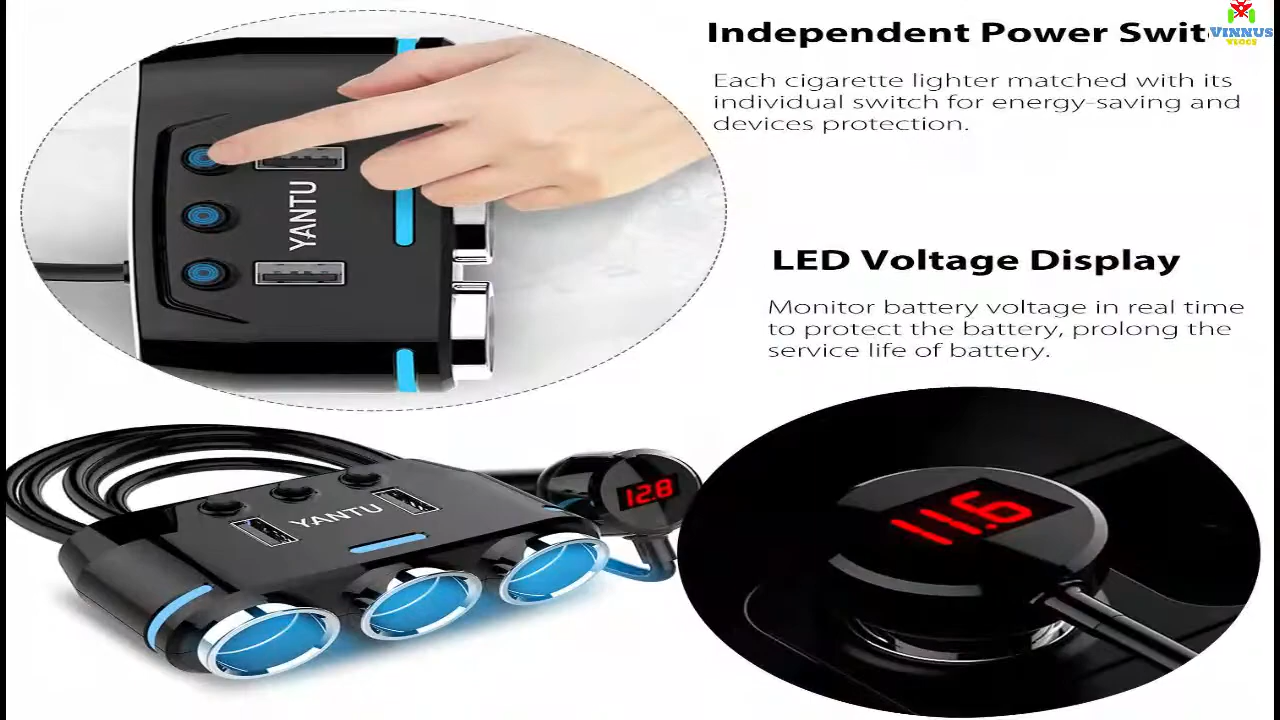 Independent Power Swit
VINNUS
VLOGS
Each cigarette lighter matched with its
individual switch for energy-saving and
devices protection.
YANTU
LED Voltage Display
Monitor battery voltage in real time
to protect the battery, prolong the
service life of battery.
YANTU
12.8
11.6